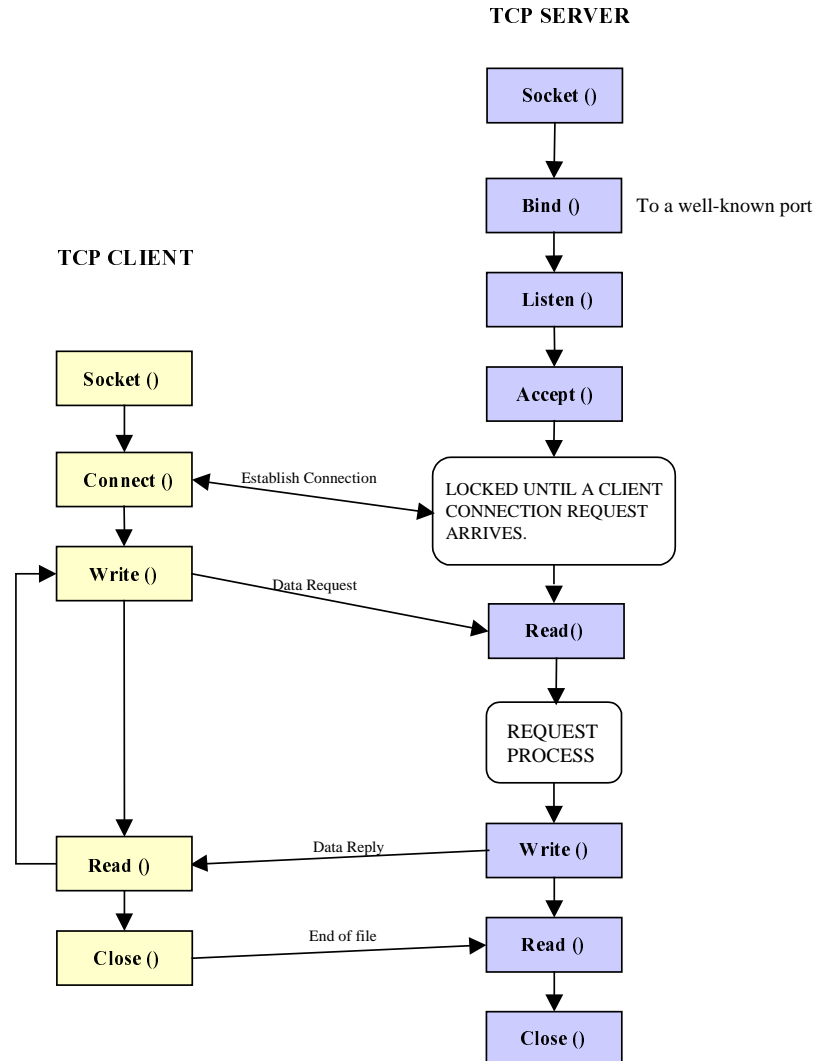 TCP SERVER
Socket ()
Bind ()
To a well-known port
TCP CLIENT
Listen ()
Socket ()
Accept ()
Connect ()
Establish Connection
LOCKED UNTIL A CLIENT
CONNECTION REQUEST
ARRIVES.
Write ()
Data Request
Read()
REQUEST
PROCESS
Read ()
Data Reply
Write ()
Close ()
End of file
Read ()
Close ()